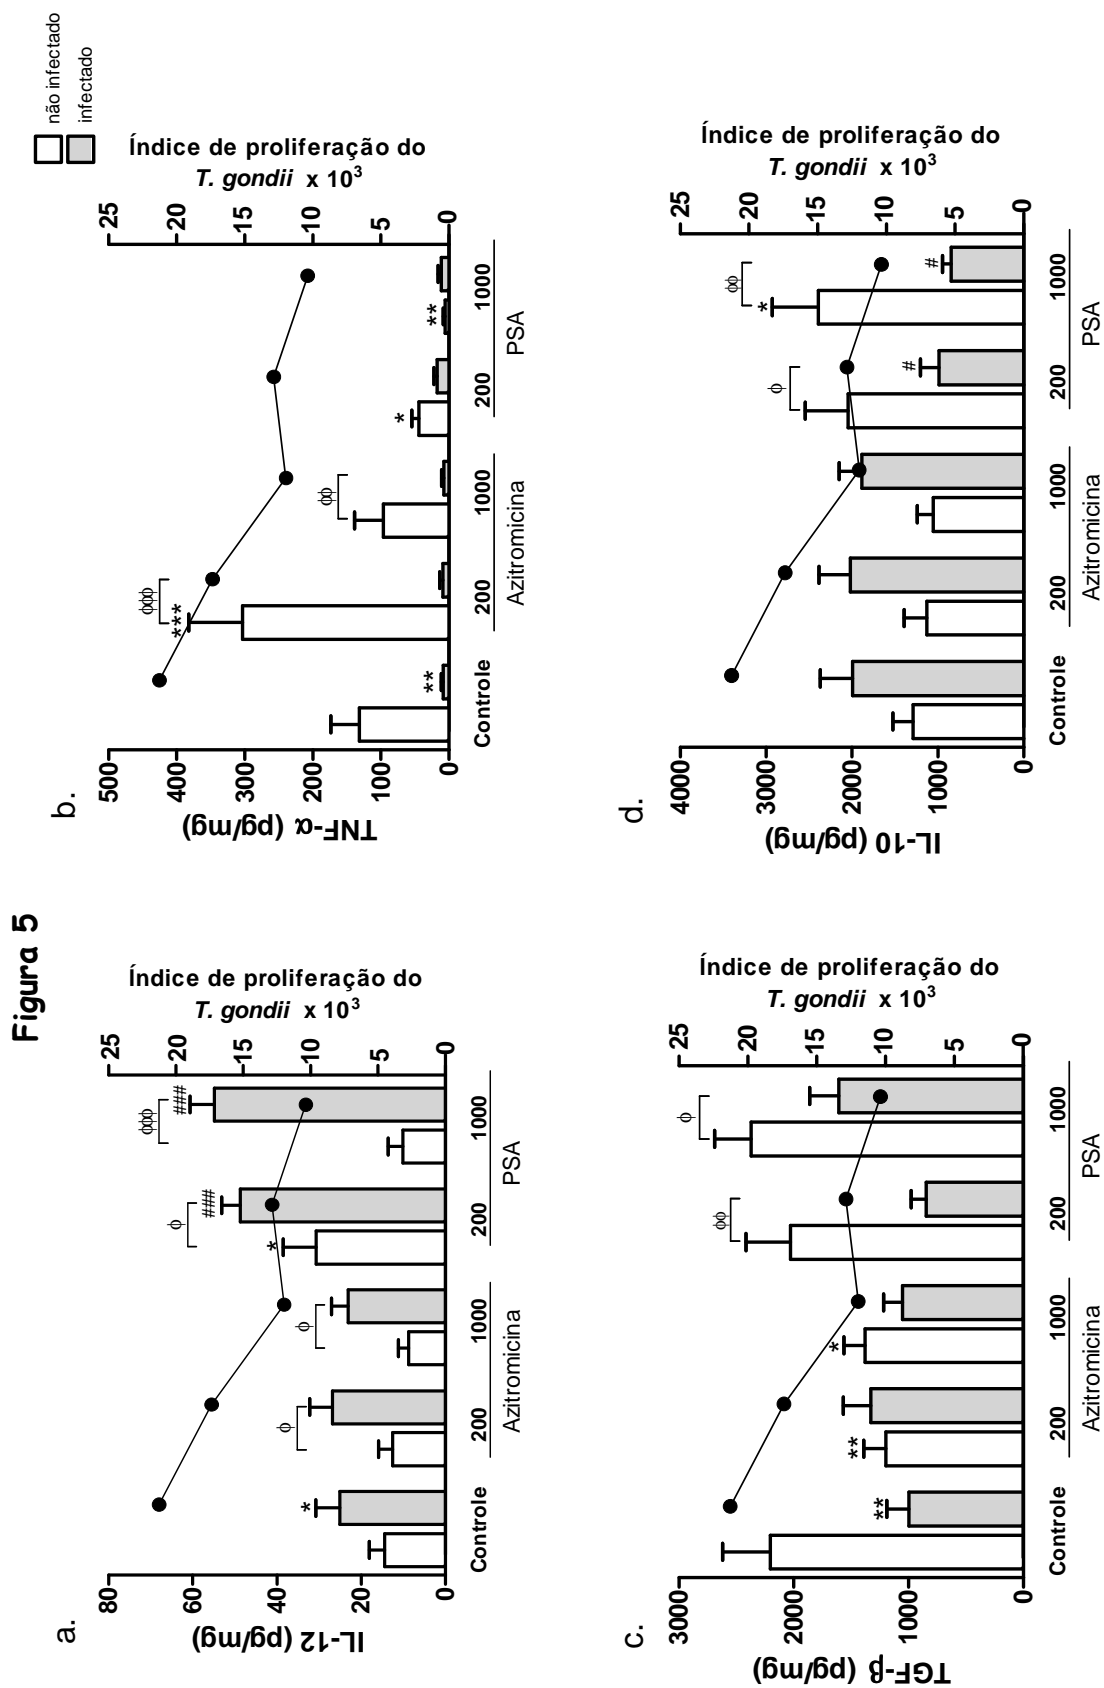 Figura 5
não infectado
infectado
a.
IL-12 (pg/mg)
80
60
40
20
0
Índice de proliferação do
T. gondii x 10³
25
20
15
10
5
0
*
ϕ
ϕ
*
ϕ
###
ϕϕϕ
###
Controle
200
1000
200
1000
Azitromicina
PSA
b.
TNF-α (pg/mg)
500
400
300
200
100
0
Índice de proliferação do
T. gondii x 10³
25
19
15
10
5
0
**
***
ϕϕϕ
ϕϕ
*
**
Controle
200
1000
200
1000
Azitromicina
PSA
c.
TGF-β (pg/mg)
3000
2000
1000
0
Índice de proliferação do
T. gondii x 10³
25
20
15
10
5
0
**
**
*
ϕϕ
ϕ
Controle
200
1000
200
1000
Azitromicina
PSA
d.
IL-10 (pg/mg)
4000
3000
2000
1000
0
Índice de proliferação do
T. gondii x 10³
25
20
15
10
5
0
ϕ
#
*
ϕϕ
#
Controle
200
1000
200
1000
Azitromicina
PSA